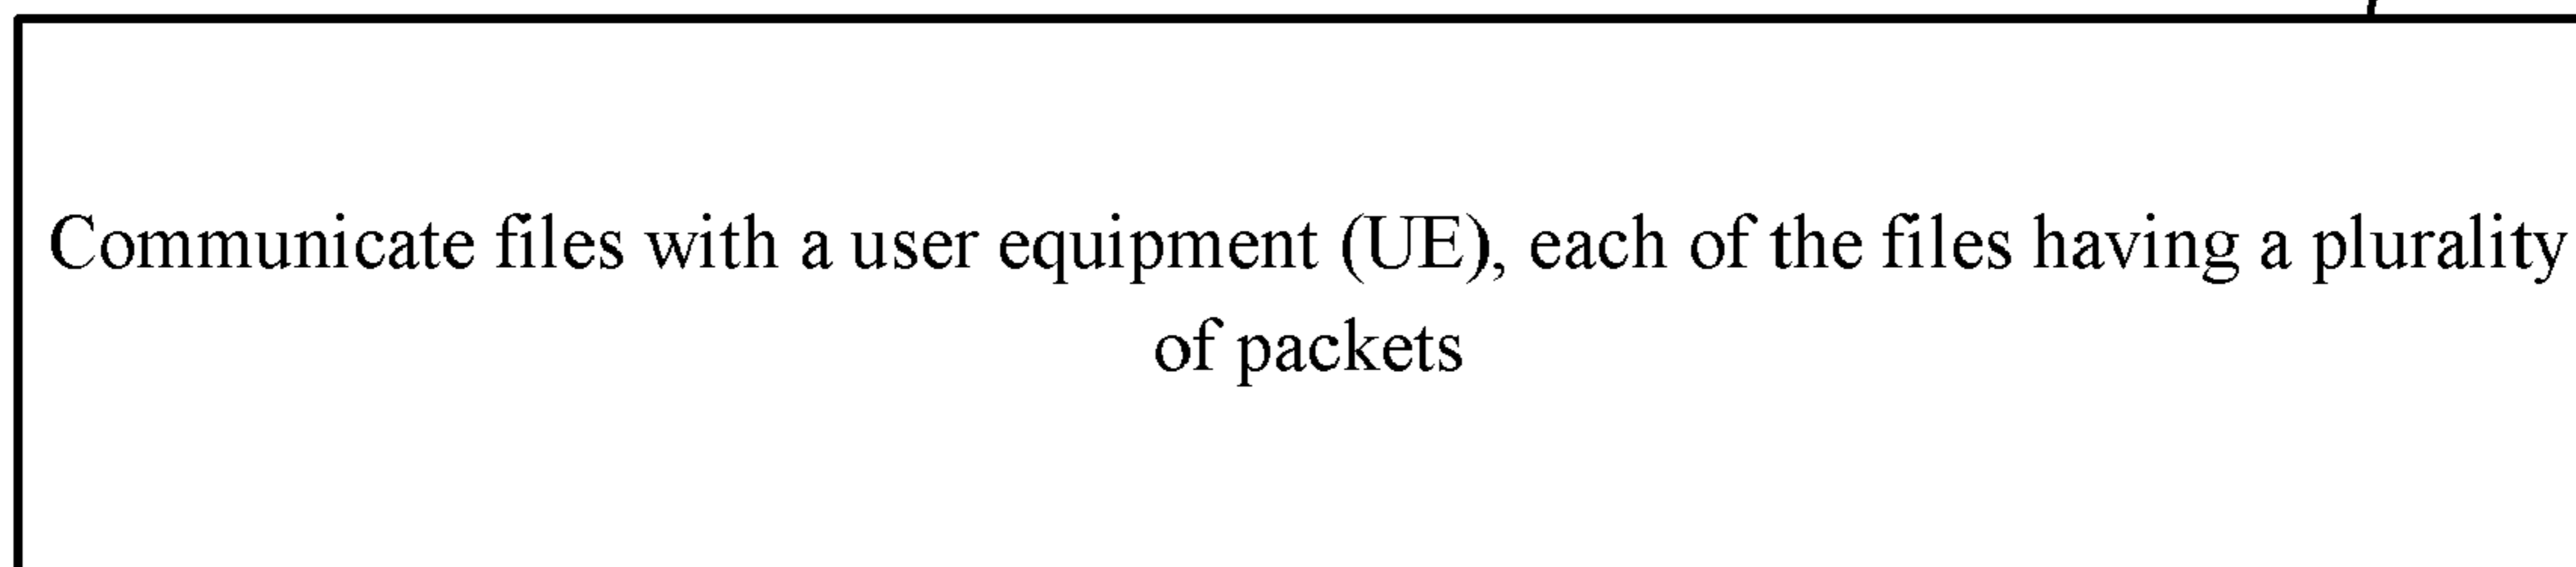 Communicate files with a user equipment (UE), each of the files having a plurality
of packets